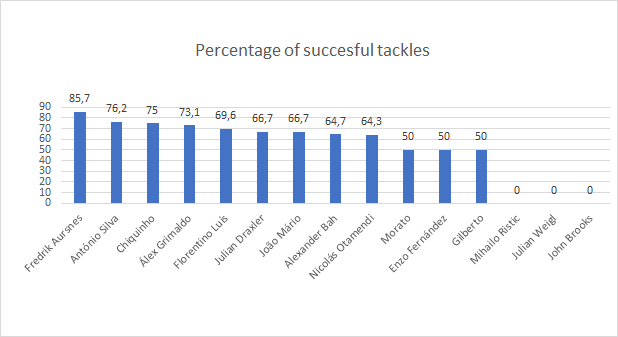 Percentage of succesful tackles
85,7
76,2
75
73,1
69,6
66,7
66,7
64,7
64,3
50
50
50
0
0
0
90
80
70
60
50
40
30
20
10
0
Fredrik Aursnes
António Silva
Chiquinho
Álex Grimaldo
Florentino Luis
Julian Draxler
João Mário
Alexander Bah
Nicolás Otamendi
Morato
Enzo Fernández
Gilberto
Mihailo Ristic
Julian Weigl
John Brooks